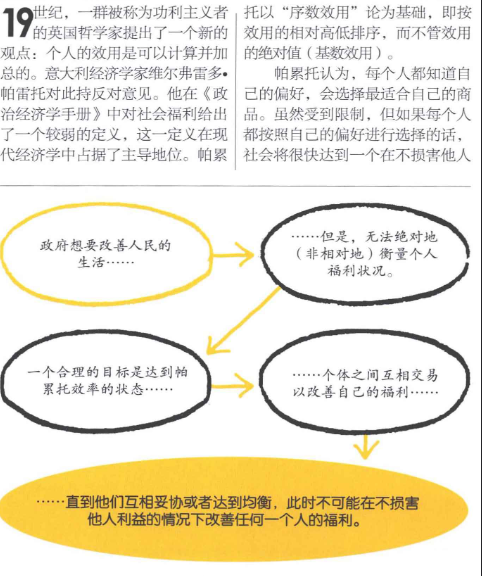 19世纪，一群被称为功利主义者
的英国哲学家提出了一个新的
观点：个人的效用是可以计算并加
总的。意大利经济学家维尔弗雷多•
帕雷托对此持反对意见。他在《政
治经济学手册》中对社会福利给出
了一个较弱的定义，这一定义在现
代经济学中占据了主导地位。帕累
托以“序数效用”论为基础，即按
效用的相对高低排序，而不管效用
的绝对值（基数效用）。
帕累托认为，每个人都知道自
己的偏好，会选择最适合自己的商
品。虽然受到限制，但如果每个人
都按照自己的偏好进行选择的话，
社会将很快达到一个在不损害他人
政府想要改善人民的
生活……
……但是，无法绝对地
（非相对地）衡量个人
福利状况。
一个合理的目标是达到帕
累托效率的状态……
……个体之间互相交易
以改善自己的福利……
……直到他们互相妥协或者达到均衡，此时不可能在不损害
他人利益的情况下改善任何一个人的福利。